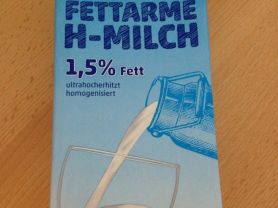 FETTARME
H-MILCH
1,5% Fett
ultrahocherhitzt
homogenisiert